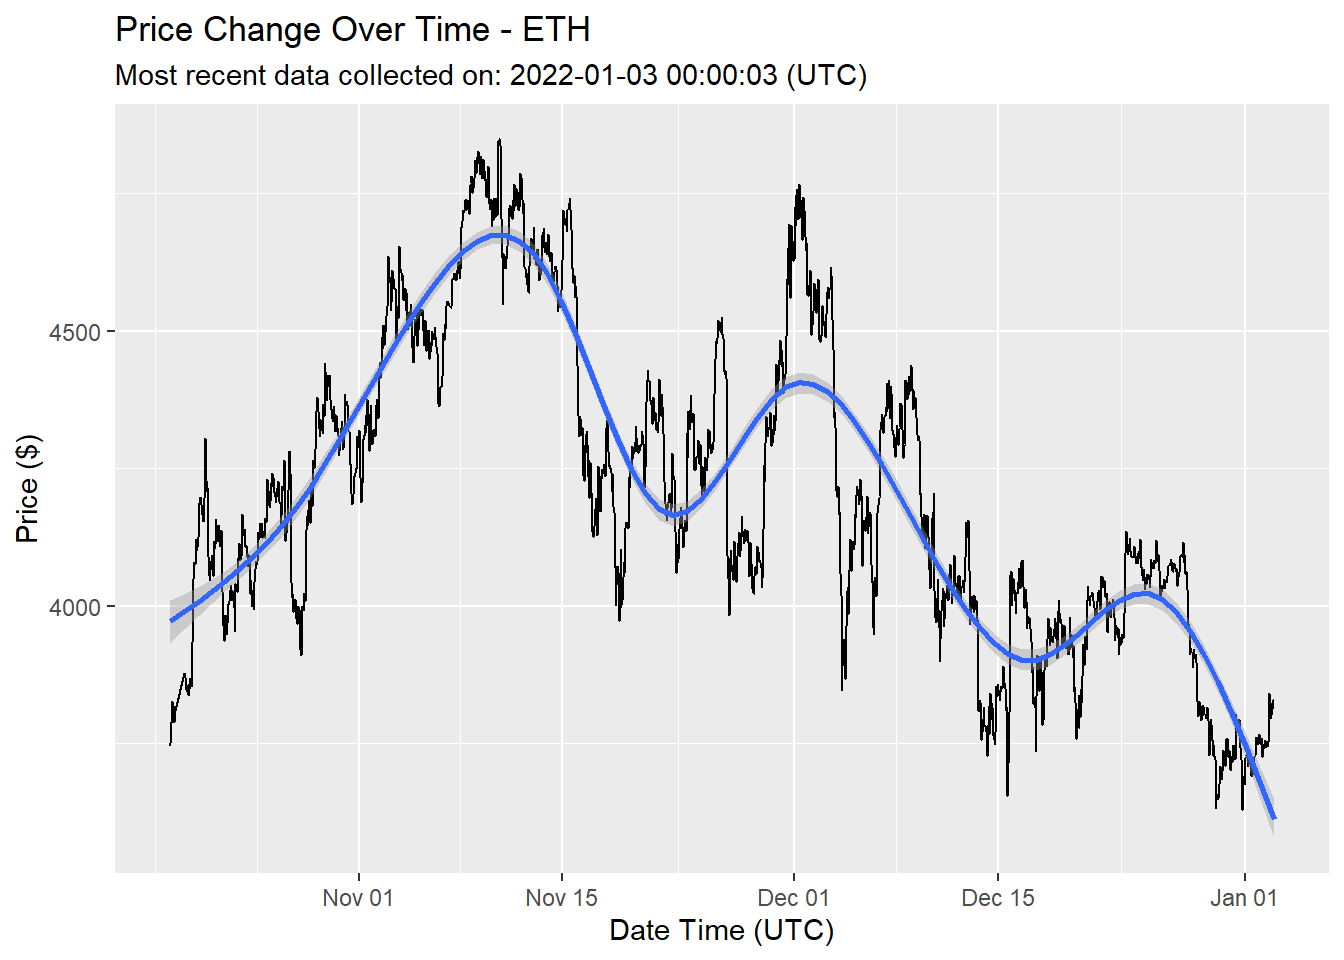 Price Change Over Time - ETH
Most recent data collected on: 2022-01-03 00:00:03 (UTC)
Price ($)
4500
4000
Nov 01
Nov 15
Dec 01
Dec 15
Jan 01
Date Time (UTC)